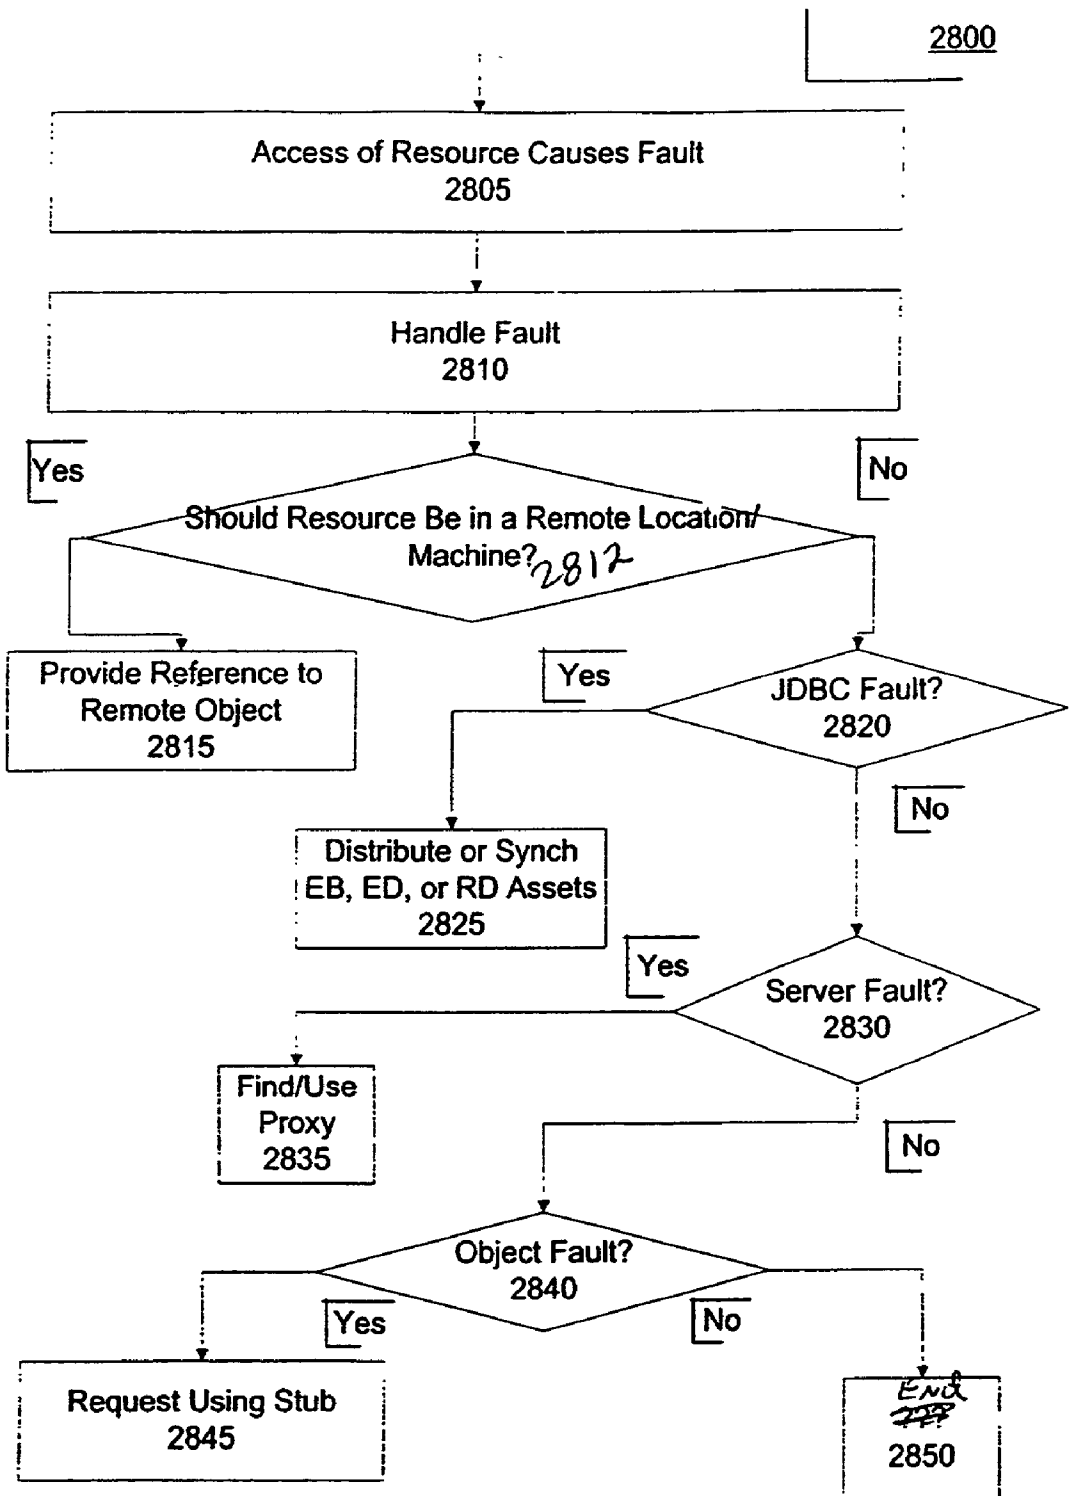 2800
Access of Resource Causes Fault
2805
Handle Fault
2810
Yes
No
Should Resource Be in a Remote Location/
Machine? 2812
Provide Reference to
Remote Object
2815
Yes
JDBC Fault?
2820
No
Distribute or Synch
EB, ED, or RD Assets
2825
Yes
Server Fault?
2830
Find/Use
Proxy
2835
No
Object Fault?
2840
Yes
No
Request Using Stub
2845
End
???
2850